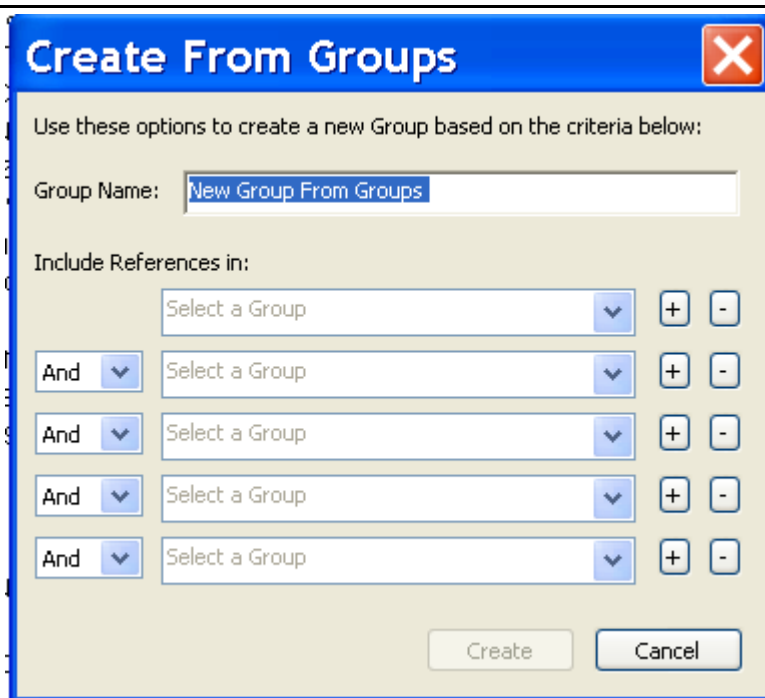 Create From Groups
Use these options to create a new Group based on the criteria below:
Group Name: New Group From Groups
Include References in:
Select a Group + -
And Select a Group + -
And Select a Group + -
And Select a Group + -
And Select a Group + -
Create Cancel